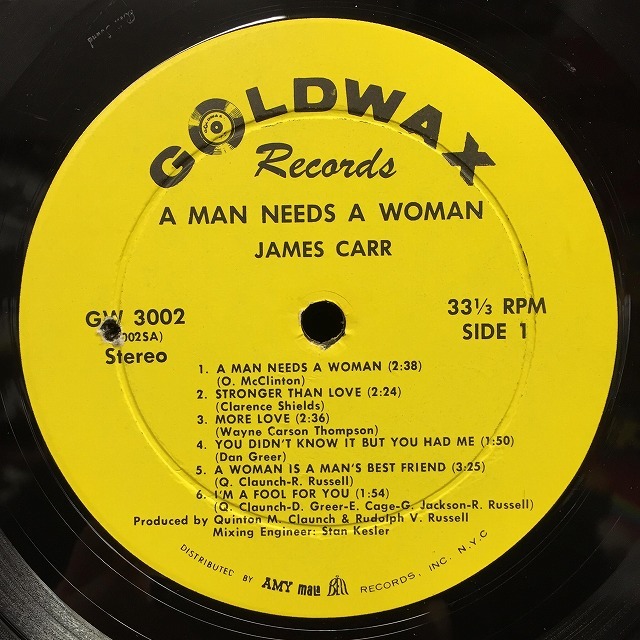 GOLDWAX
Records
A MAN NEEDS A WOMAN
JAMES CARR
GW 3002
002SA)
Stereo
33⅓ RPM
SIDE 1
1. A MAN NEEDS A WOMAN (2:38)
(O. McClinton)
2. STRONGER THAN LOVE (2:24)
(Clarence Shields)
3. MORE LOVE (2:36)
(Wayne Carson Thompson)
4. YOU DIDN'T KNOW IT BUT YOU HAD ME (1:50)
(Dan Greer)
5. A WOMAN IS A MAN'S BEST FRIEND (3:25)
(Q. Claunch-R. Russell)
6. I'M A FOOL FOR YOU (1:54)
(Q. Claunch-D. Greer-E. Cage-G. Jackson-R. Russell)
Produced by Quinton M. Claunch & Rudolph V. Russell
Mixing Engineer: Stan Kesler
DISTRIBUTED BY AMY mala Bell RECORDS, INC. N.Y.C